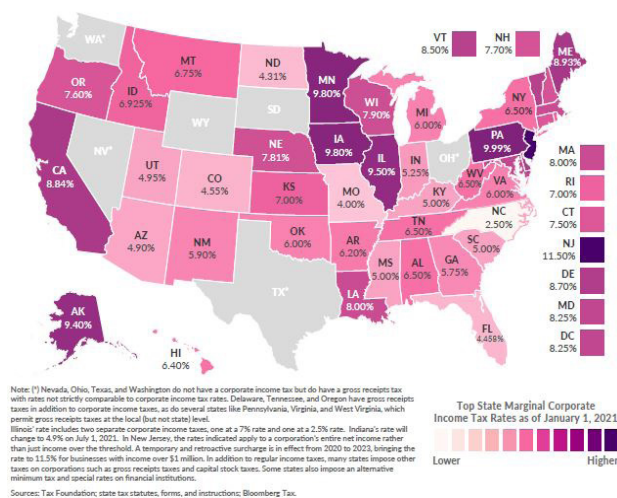 VT
8.50%
NH
7.70%
ME
8.93%
WA*
MT
6.75%
ND
4.31%
MN
9.80%
OR
7.60%
ID
6.925%
WY
SD
WI
7.90%
MI
6.00%
NY
6.50%
PA
9.99%
NE
7.81%
IA
9.80%
IL
9.50%
IN
5.25%
OH*
CA
8.84%
NV*
UT
4.95%
CO
4.55%
KS
7.00%
MO
4.00%
KY
5.00%
WV
6.50%
VA
6.00%
MA
8.00%
RI
7.00%
CT
7.50%
NJ
11.50%
DE
8.70%
MD
8.25%
DC
8.25%
AZ
4.90%
NM
5.90%
OK
6.00%
AR
6.20%
TN
6.50%
NC
2.50%
SC
5.00%
TX*
LA
8.00%
MS
5.00%
AL
6.50%
GA
5.75%
FL
4.458%
AK
9.40%
HI
6.40%
Note: (*) Nevada, Ohio, Texas, and Washington do not have a corporate income tax but do have a gross receipts tax
with rates not strictly comparable to corporate income tax rates. Delaware, Tennessee, and Oregon have gross receipts
taxes in addition to corporate income taxes, as do several states like Pennsylvania, Virginia, and West Virginia, which
permit gross receipts taxes at the local (but not state) level.
Illinois' rate includes two separate corporate income taxes, one at a 7% rate and one at a 2.5% rate. Indiana's rate will
change to 4.9% on July 1, 2021. In New Jersey, the rates indicated apply to a corporation's entire net income rather
than just income over the threshold. A temporary and retroactive surcharge is in effect from 2020 to 2023, bringing the
rate to 11.5% for businesses with income over $1 million. In addition to regular income taxes, many states impose other
taxes on corporations such as gross receipts taxes and capital stock taxes. Some states also impose an alternative
minimum tax and special rates on financial institutions.
Sources: Tax Foundation; state tax statutes, forms, and instructions; Bloomberg Tax.
Top State Marginal Corporate
Income Tax Rates as of January 1, 2021
Lower
Higher